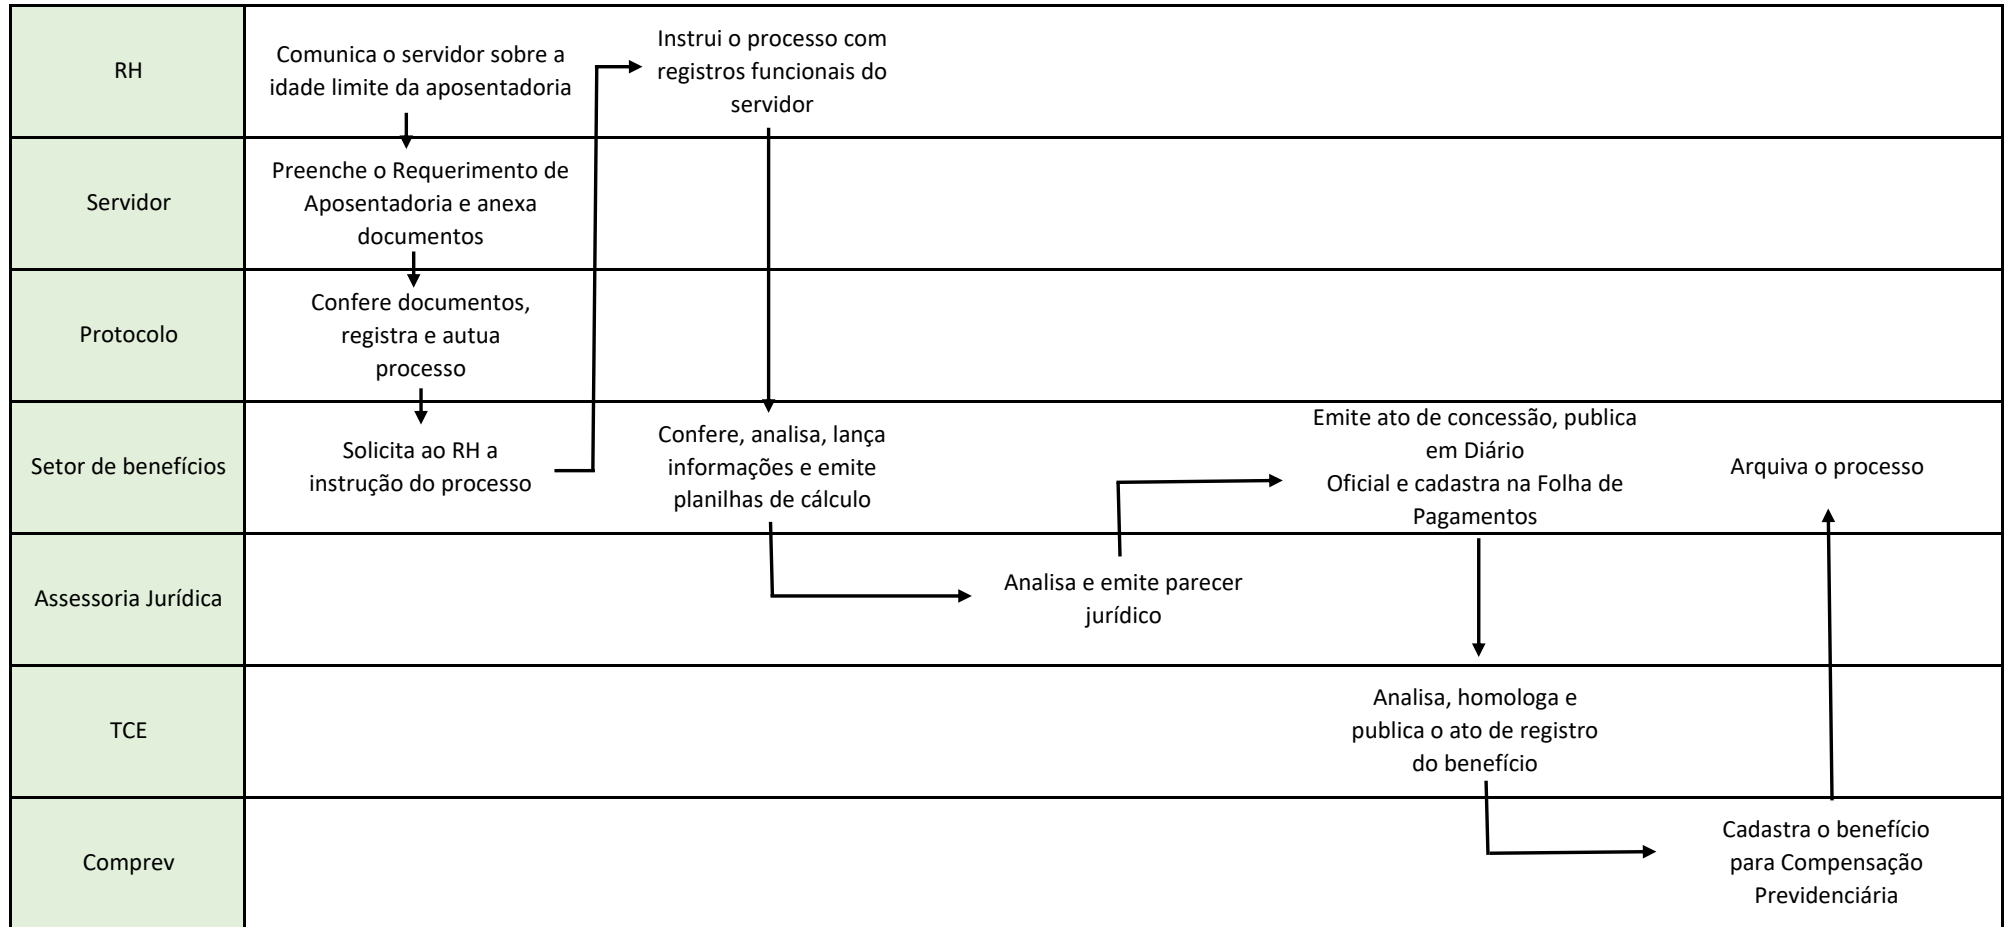 RH
Comunica o servidor sobre a
idade limite da aposentadoria
Instrui o processo com
registros funcionais do
servidor
Servidor
Preenche o Requerimento de
Aposentadoria e anexa
documentos
Protocolo
Confere documentos,
registra e autua
processo
Setor de benefícios
Solicita ao RH a
instrução do processo
Confere, analisa, lança
informações e emite
planilhas de cálculo
Emite ato de concessão, publica
em Diário
Oficial e cadastra na Folha de
Pagamentos
Arquiva o processo
Assessoria Jurídica
Analisa e emite parecer
jurídico
TCE
Analisa, homologa e
publica o ato de registro
do benefício
Comprev
Cadastra o benefício
para Compensação
Previdenciária